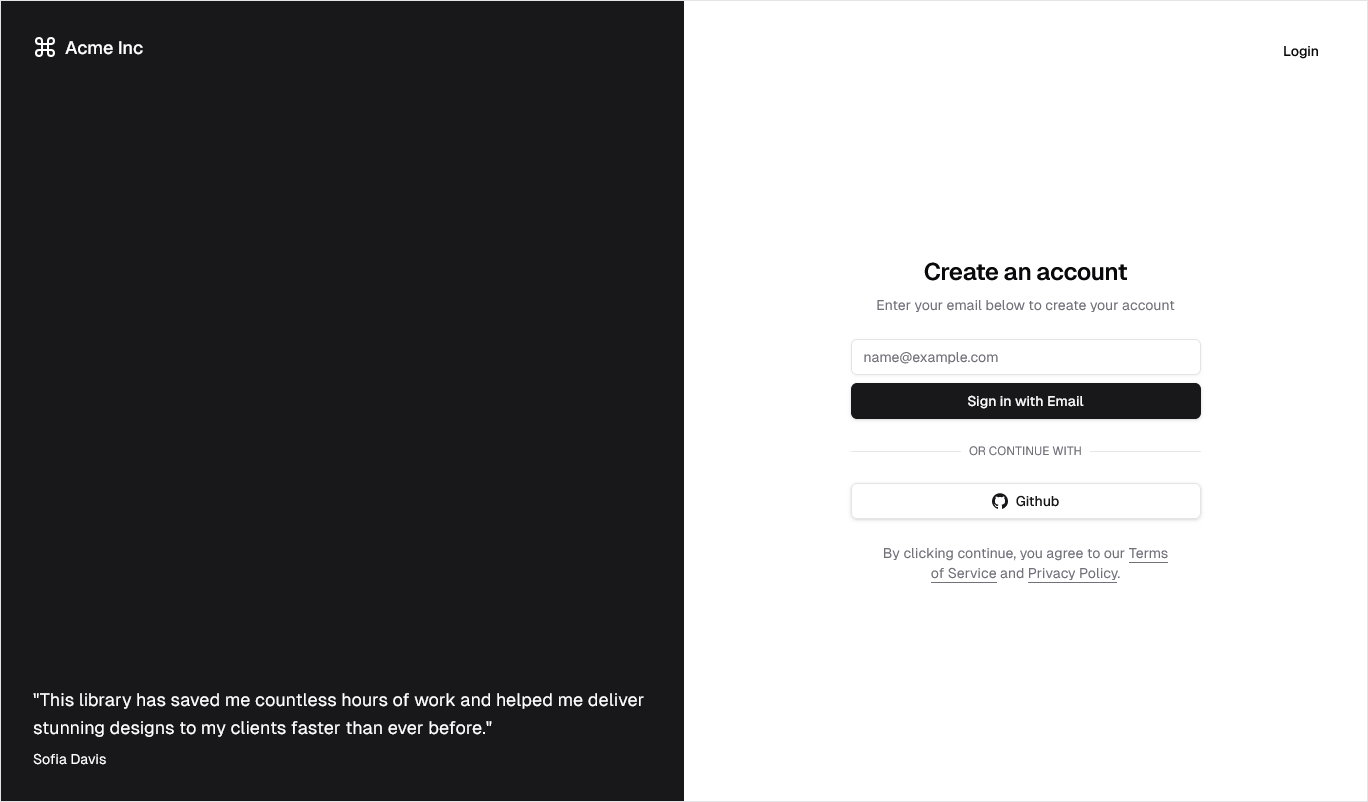 Acme Inc
Login
Create an account
Enter your email below to create your account
name@example.com
Sign in with Email
OR CONTINUE WITH
Github
By clicking continue, you agree to our Terms
of Service and Privacy Policy.
"This library has saved me countless hours of work and helped me deliver
stunning designs to my clients faster than ever before."
Sofia Davis